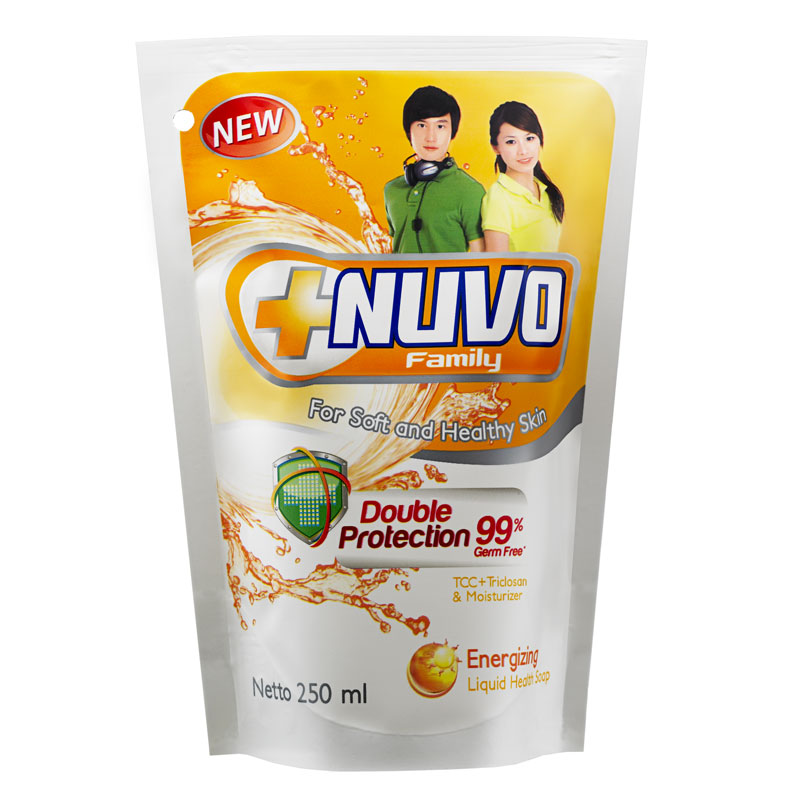 NEW
NUVO
Family
For Soft and Healthy Skin
Double
Protection 99%
Germ Free*
TCC+Triclosan
& Moisturizer
Energizing
Liquid Health Soap
Netto 250 ml